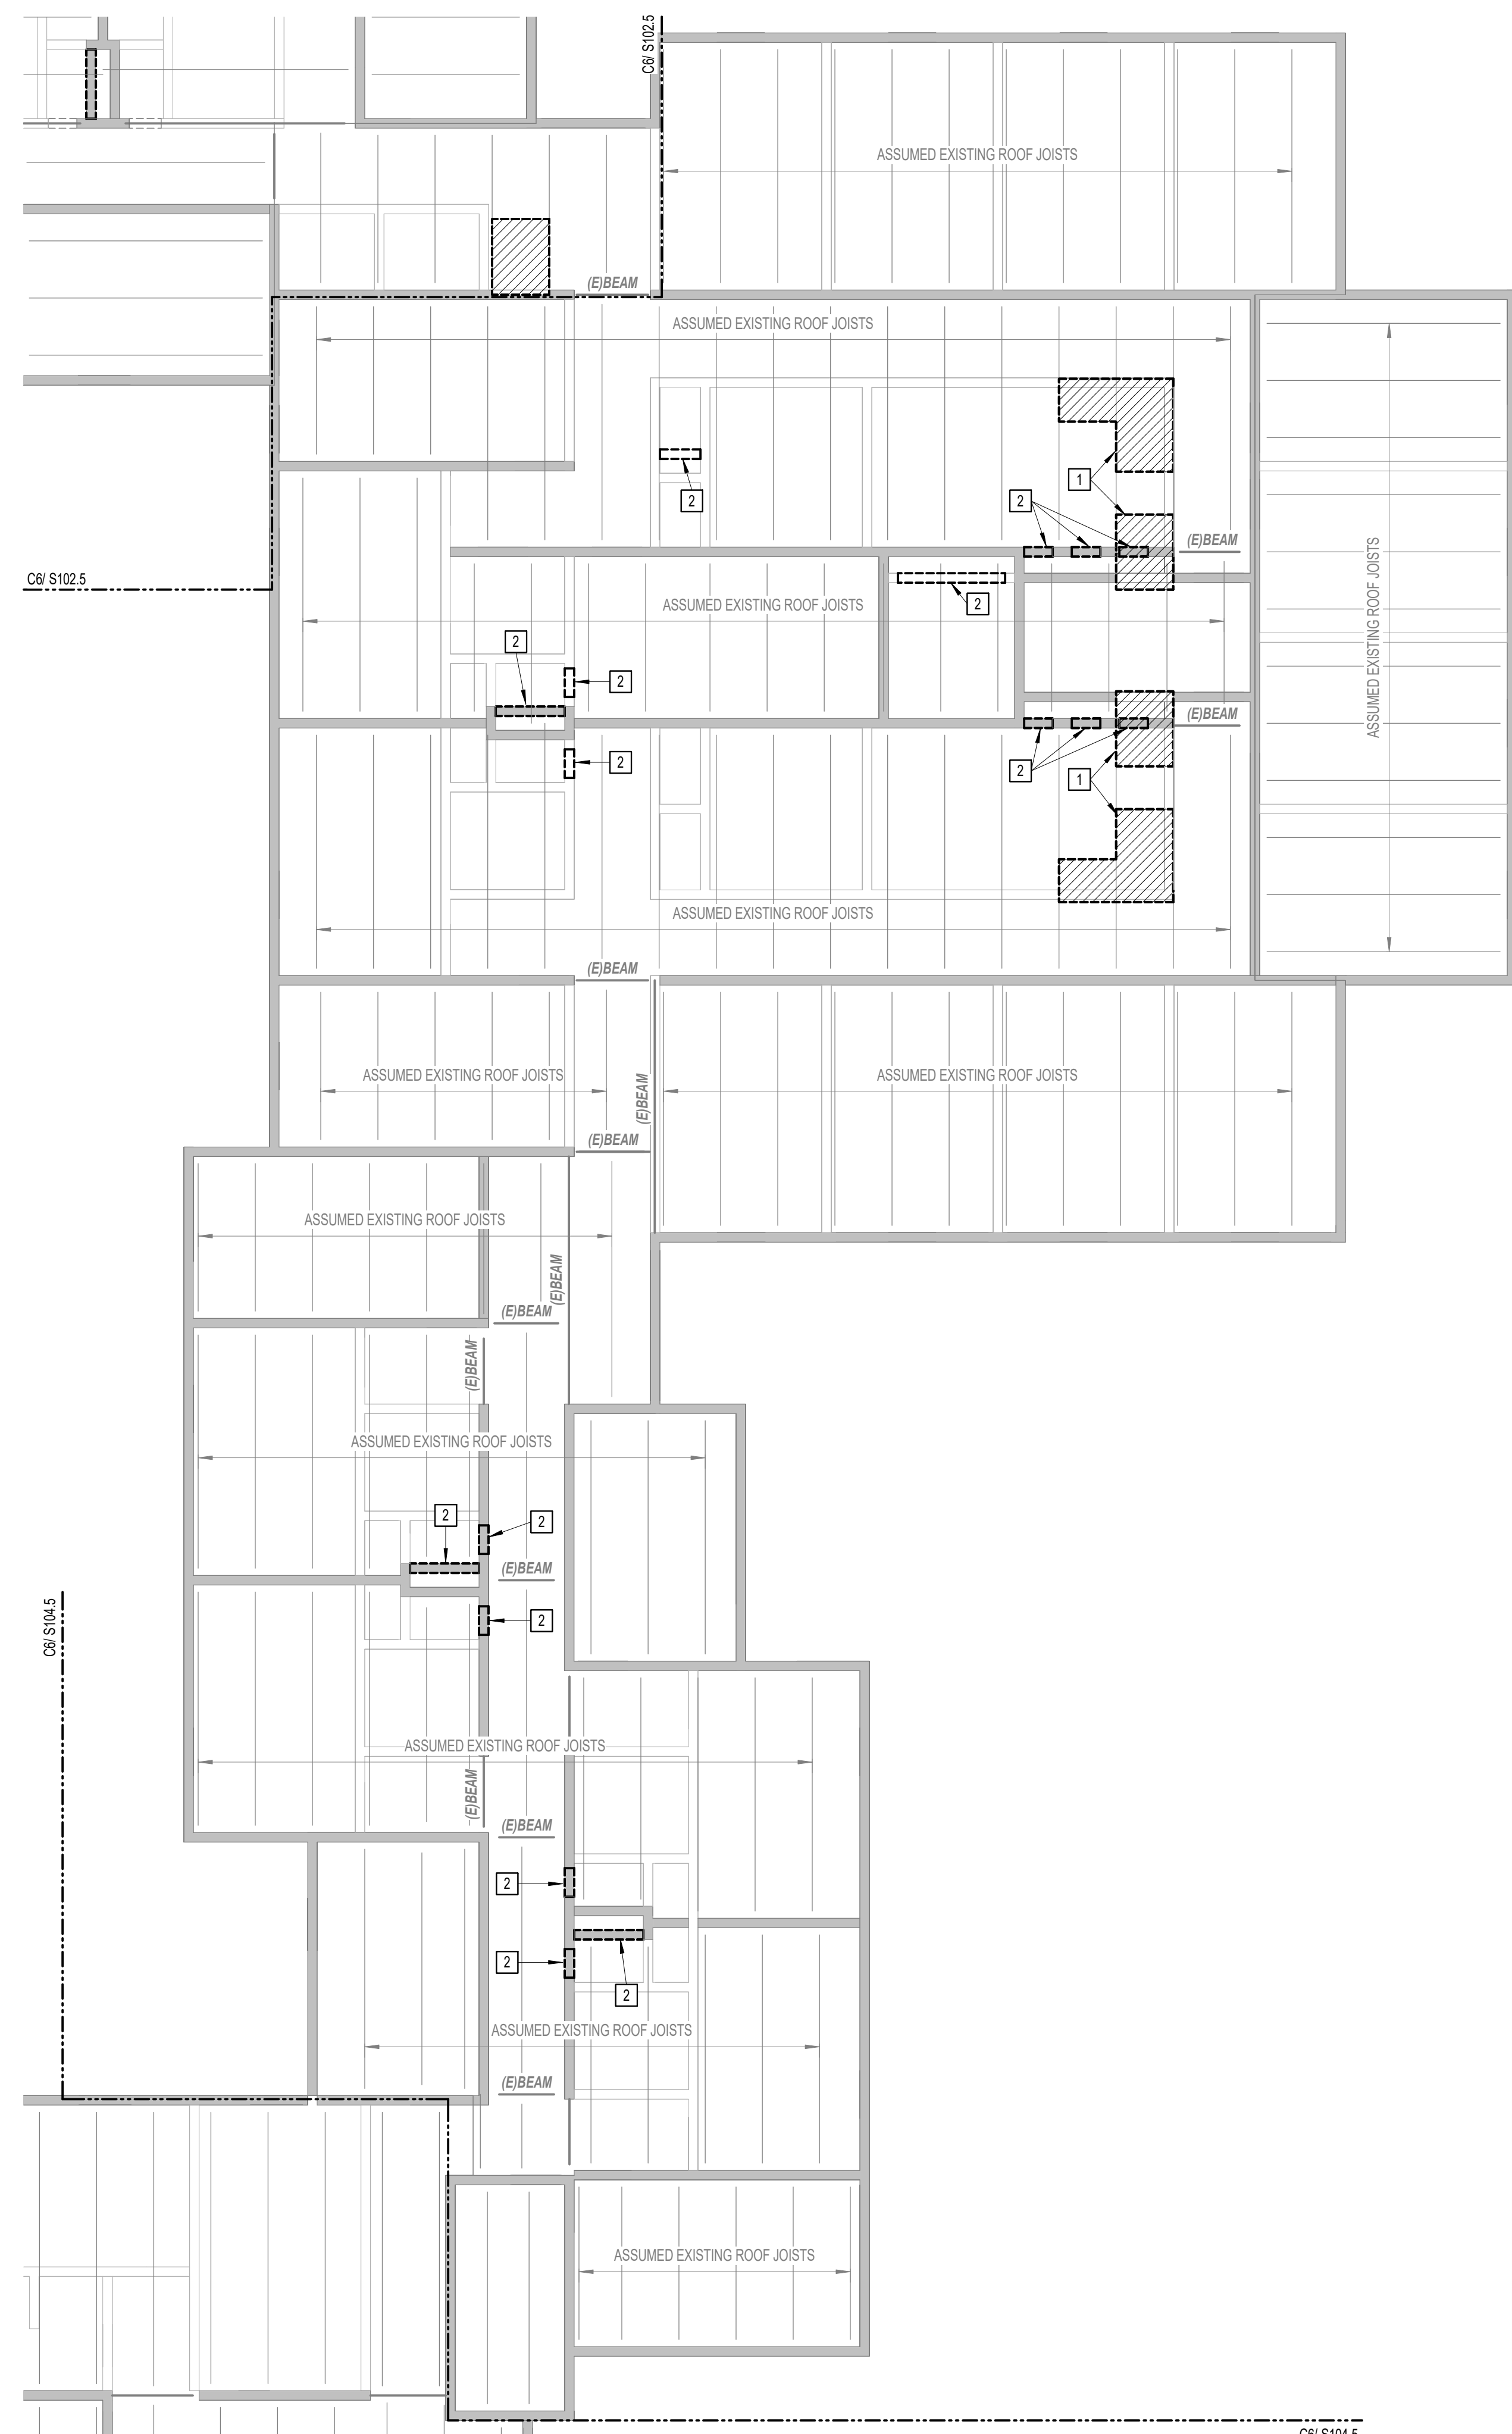 C6/ S102.5
ASSUMED EXISTING ROOF JOISTS
(E)BEAM
ASSUMED EXISTING ROOF JOISTS
1
2
2
(E)BEAM
ASSUMED EXISTING ROOF JOISTS
C6/ S102.5
ASSUMED EXISTING ROOF JOISTS
2
2
2
(E)BEAM
2
2
1
ASSUMED EXISTING ROOF JOISTS
(E)BEAM
ASSUMED EXISTING ROOF JOISTS
ASSUMED EXISTING ROOF JOISTS
(E)BEAM
(E)BEAM
ASSUMED EXISTING ROOF JOISTS
(E)BEAM
(E)BEAM
(E)BEAM
ASSUMED EXISTING ROOF JOISTS
2
2
(E)BEAM
2
C6/ S104.5
ASSUMED EXISTING ROOF JOISTS
(E)BEAM
(E)BEAM
2
2
2
ASSUMED EXISTING ROOF JOISTS
(E)BEAM
ASSUMED EXISTING ROOF JOISTS
C6/ S104.5